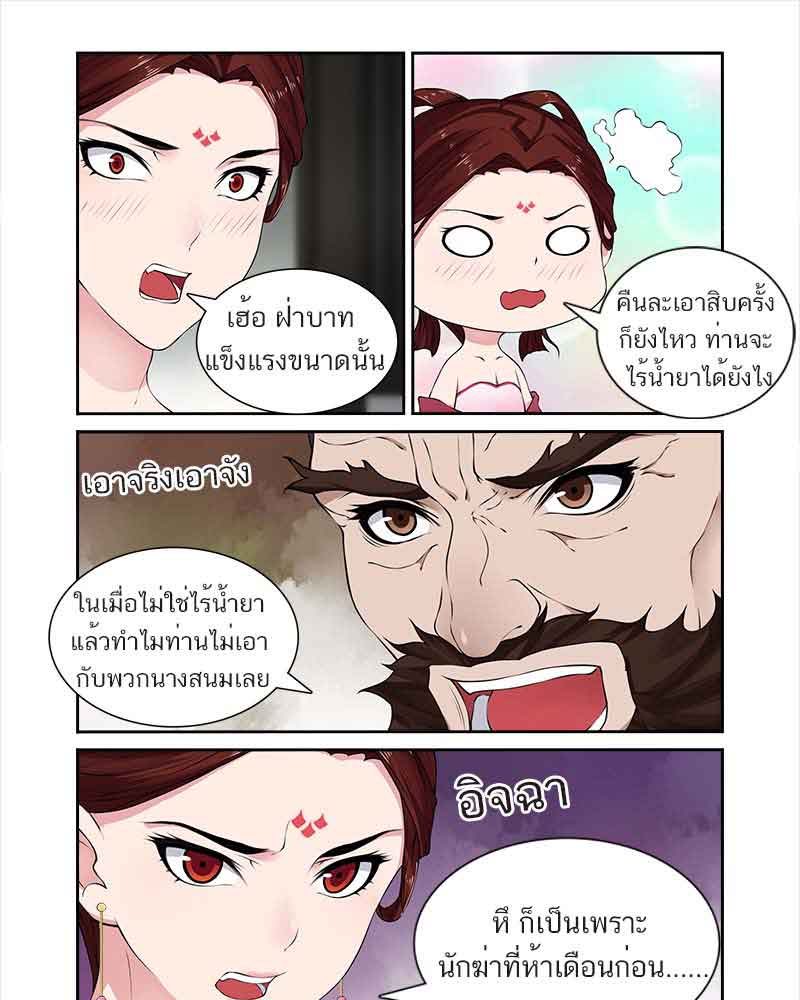 เฮ้อ ฝ่าบาท
แข็งแรงขนาดนั้น
คืนละเอาสิบครั้ง
ก็ยังไหว ท่านจะ
ไร้น้ำยาได้ยังไง
เอาจริงเอาจัง
ในเมื่อไม่ใช่ไร้น้ำยา
แล้วทำไมท่านไม่เอา
กับพวกนางสนมเลย
อิจฉา
หึ ก็เป็นเพราะ
นักฆ่าที่ห้าเดือนก่อน......